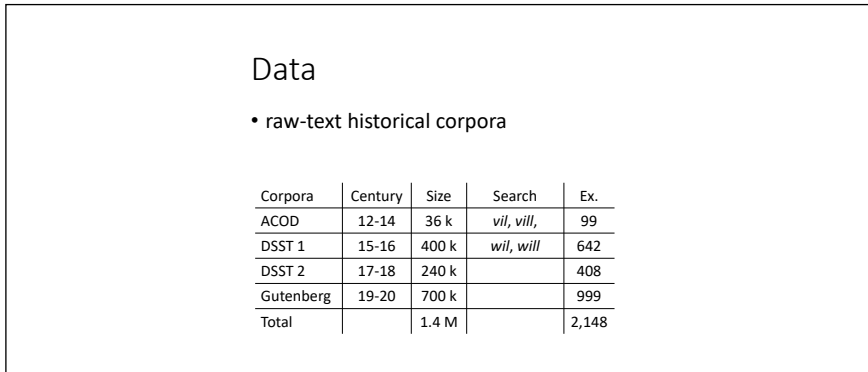 Data
• raw-text historical corpora
Corpora Century Size Search Ex.
ACOD 12-14 36 k vil, vill, 99
DSST 1 15-16 400 k wil, will 642
DSST 2 17-18 240 k 408
Gutenberg 19-20 700 k 999
Total 1.4 M 2,148